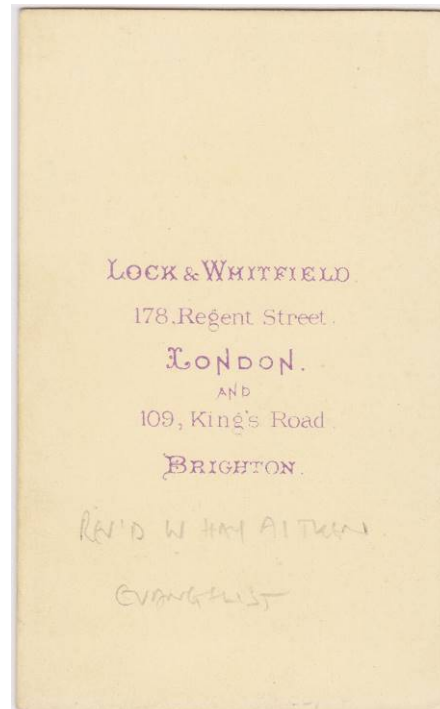 LOCK & WHITFIELD.
178. Regent Street.
LONDON.
AND
109, King's Road
BRIGHTON.
REV'D W HAY AITKEN
EVANGELIST